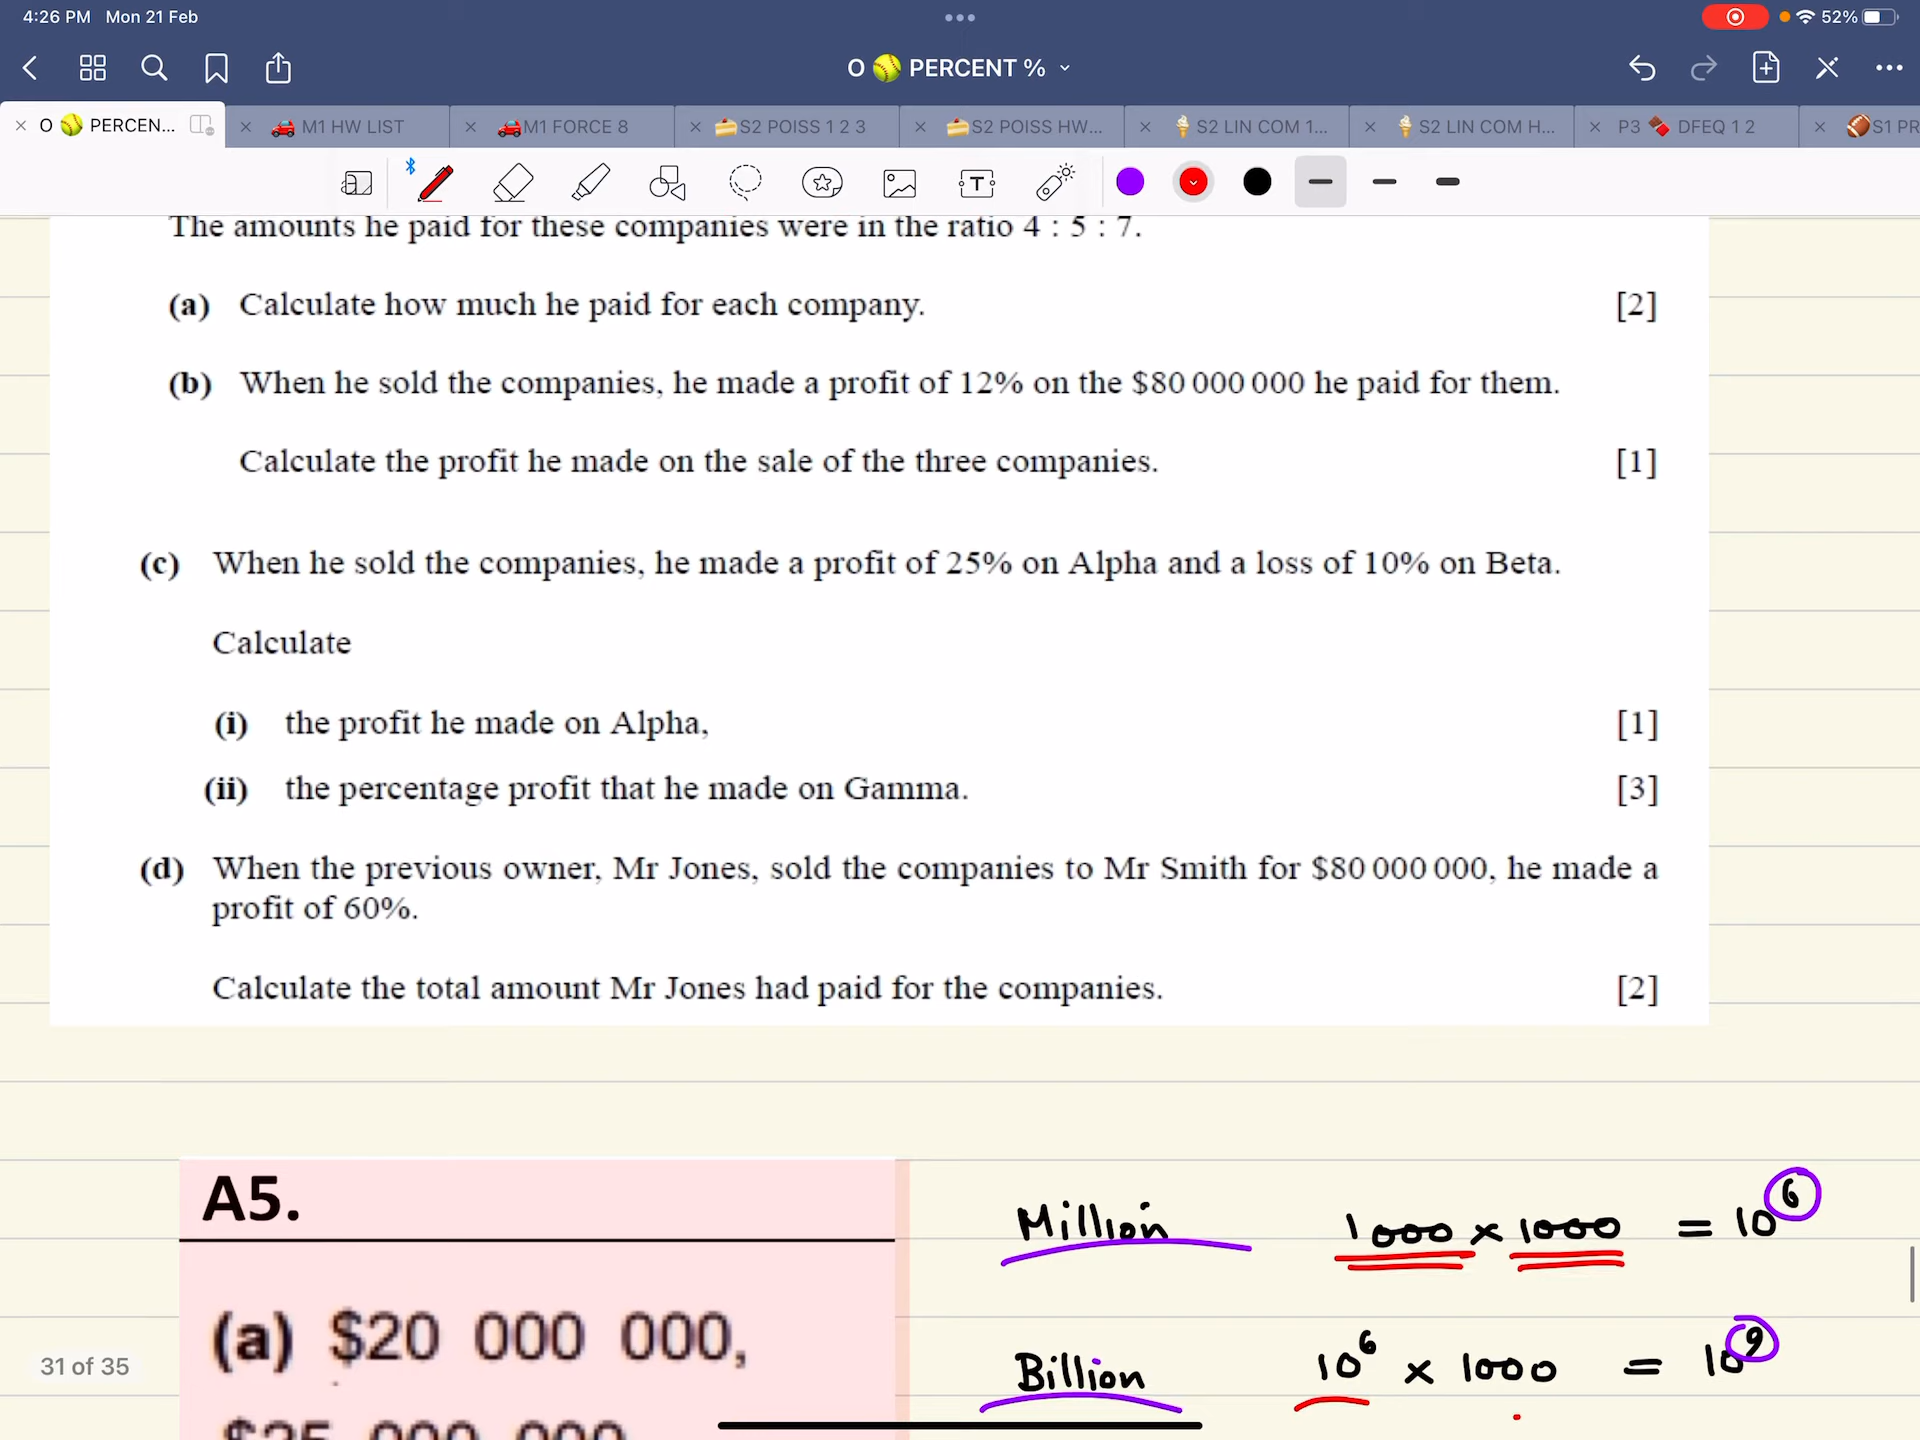 4:26 PM Mon 21 Feb
52%
O PERCENT %
O PERCEN...
M1 HW LIST
M1 FORCE 8
S2 POISS 1 2 3
S2 POISS HW...
S2 LIN COM 1...
S2 LIN COM H...
P3 DFEQ 1 2
S1 PR
The amounts he paid for these companies were in the ratio 4 : 5 : 7.
(a) Calculate how much he paid for each company. [2]
(b) When he sold the companies, he made a profit of 12% on the $80 000 000 he paid for them.
Calculate the profit he made on the sale of the three companies. [1]
(c) When he sold the companies, he made a profit of 25% on Alpha and a loss of 10% on Beta.
Calculate
(i) the profit he made on Alpha, [1]
(ii) the percentage profit that he made on Gamma. [3]
(d) When the previous owner, Mr Jones, sold the companies to Mr Smith for $80 000 000, he made a
profit of 60%.
Calculate the total amount Mr Jones had paid for the companies. [2]
A5.
Million 1000 × 1000 = 10^6
(a) $20 000 000,
Billion 10^6 × 1000 = 10^9
31 of 35
$25 000 000